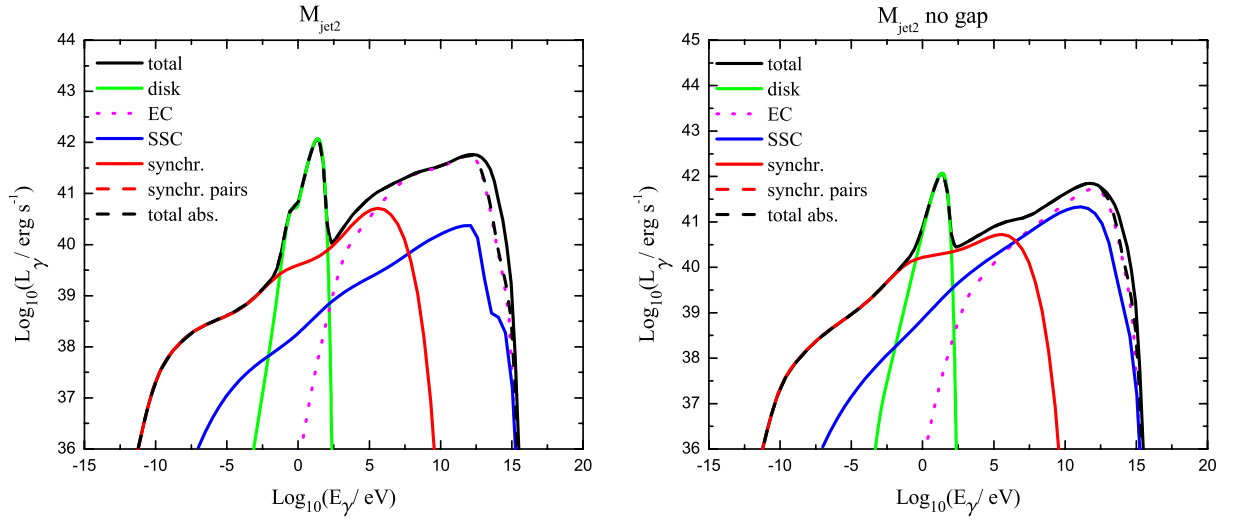 M_jet2
44
43
42
41
40
39
38
37
36
-15 -10 -5 0 5 10 15 20
Log10(Lγ/ erg s-1)
Log10(Eγ/ eV)
total
disk
EC
SSC
synchr.
synchr. pairs
total abs.
M_jet2 no gap
45
44
43
42
41
40
39
38
37
36
-15 -10 -5 0 5 10 15 20
Log10(Lγ/ erg s-1)
Log10(Eγ/ eV)
total
disk
EC
SSC
synchr.
synchr. pairs
total abs.